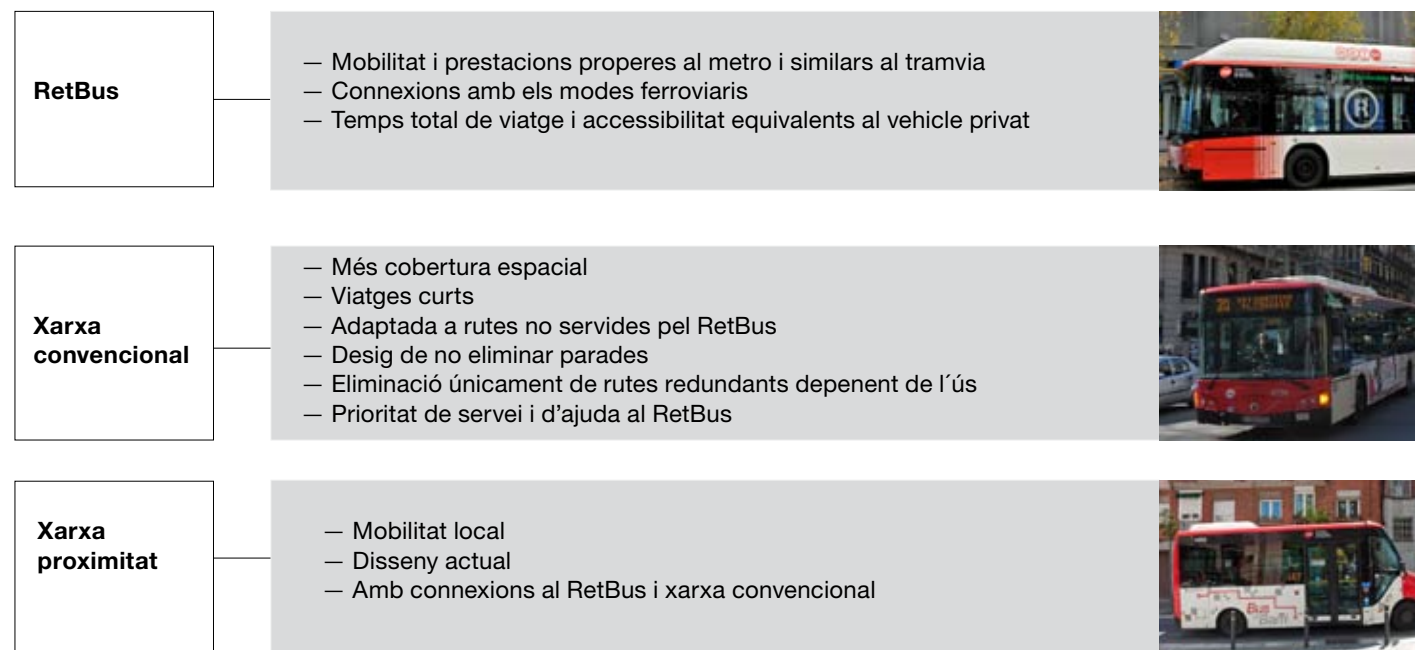 RetBus
— Mobilitat i prestacions properes al metro i similars al tramvia
— Connexions amb els modes ferroviaris
— Temps total de viatge i accessibilitat equivalents al vehicle privat
R
Xarxa
convencional
— Més cobertura espacial
— Viatges curts
— Adaptada a rutes no servides pel RetBus
— Desig de no eliminar parades
— Eliminació únicament de rutes redundants depenent de l´ús
— Prioritat de servei i d’ajuda al RetBus
Xarxa
proximitat
— Mobilitat local
— Disseny actual
— Amb connexions al RetBus i xarxa convencional
Bus